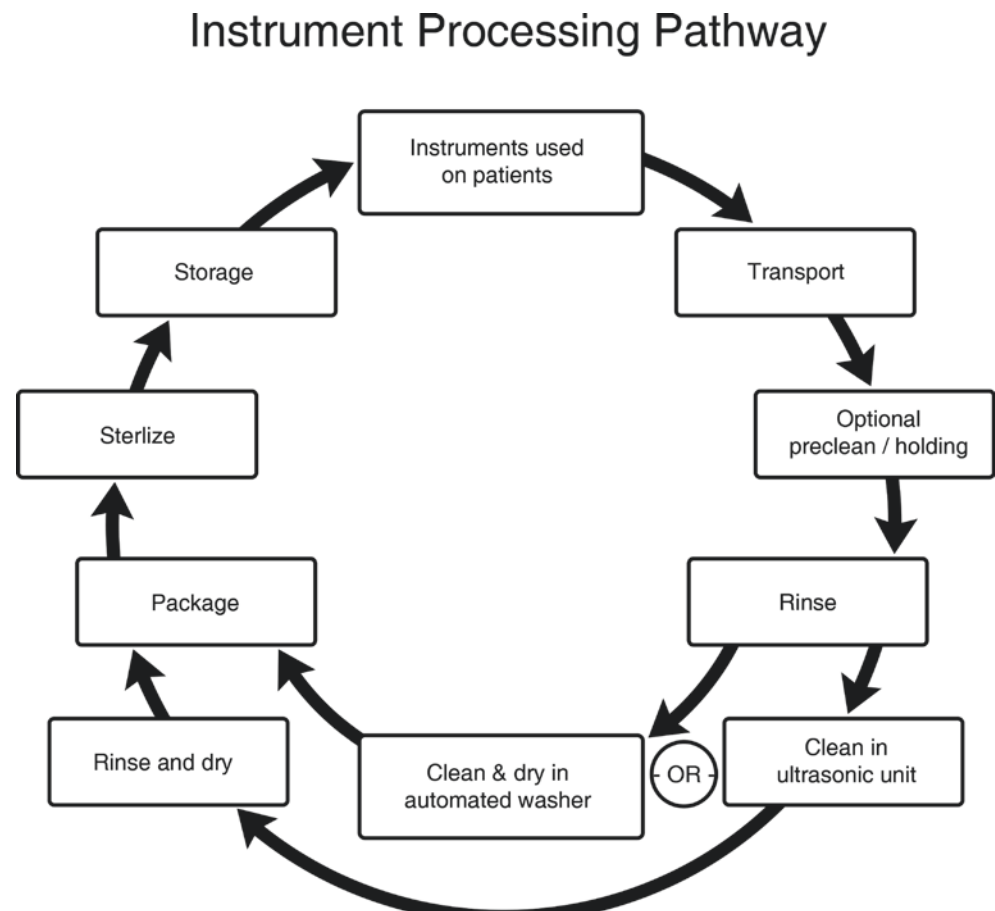 Instrument Processing Pathway
Instruments used
on patients
Transport
Optional
preclean / holding
Rinse
Clean in
ultrasonic unit
OR
Clean & dry in
automated washer
Rinse and dry
Package
Sterlize
Storage